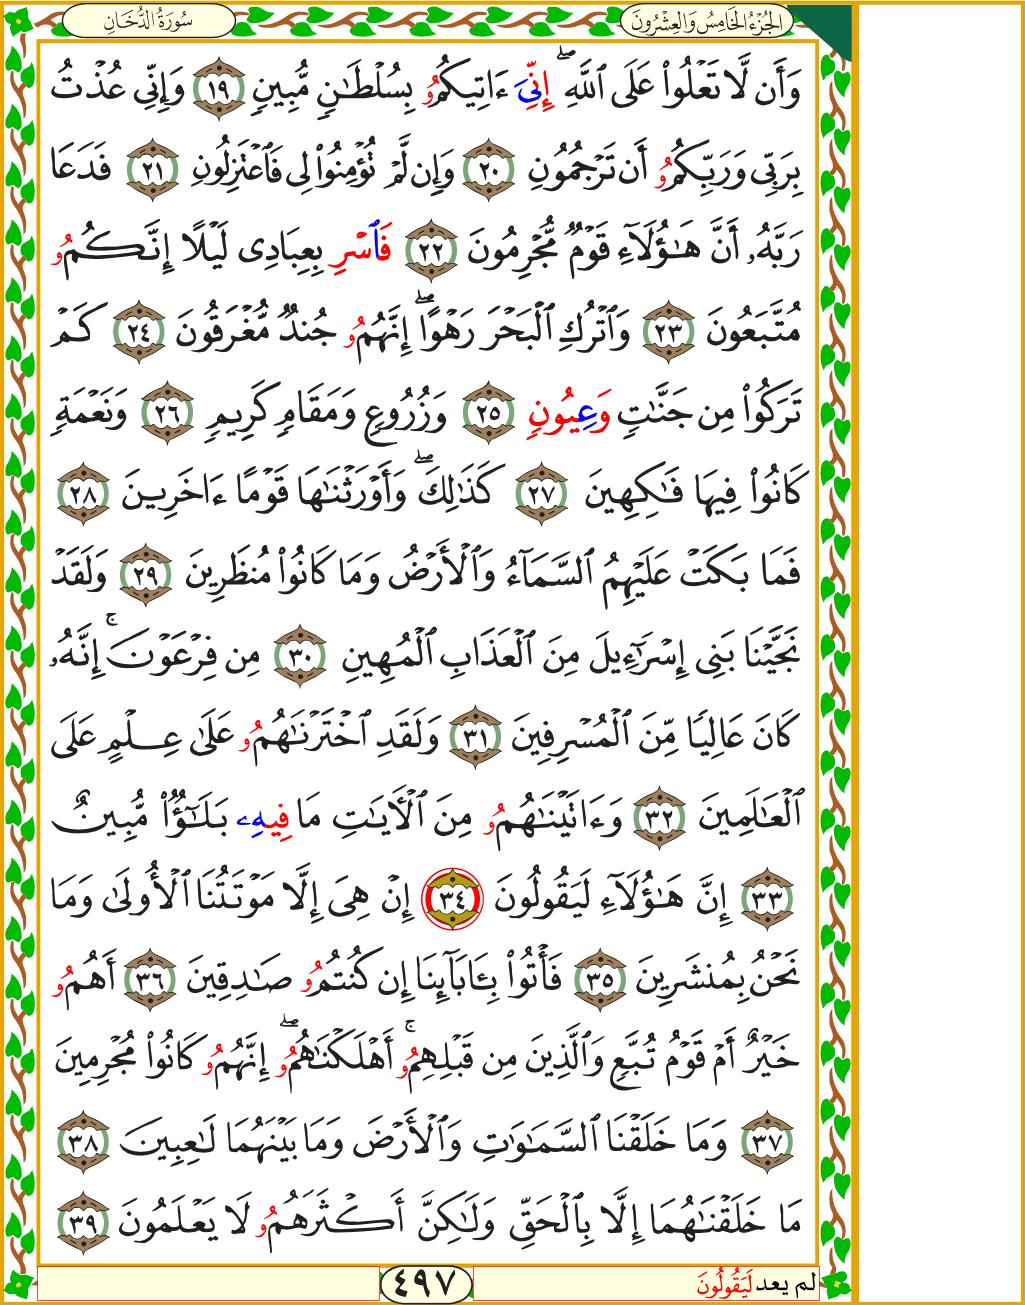 الجُزْءُ الخَامِسُ وَالعِشْرُونَ
سُورَةُ الدُّخَانِ
وَأَن لَّا تَعْلُوا۟ عَلَى ٱللَّهِ ۖ إِنِّىَ ءَاتِيكُمُۥ بِسُلْطَـٰنٍ مُّبِينٍ ١٩ وَإِنِّى عُذْتُ
بِرَبِّى وَرَبِّكُمُۥ أَن تَرْجُمُونِ ٢٠ وَإِن لَّمْ تُؤْمِنُوا۟ لِى فَٱعْتَزِلُونِ ٢١ فَدَعَا
رَبَّهُۥ أَنَّ هَـٰٓؤُلَآءِ قَوْمٌ مُّجْرِمُونَ ٢٢ فَٱسْرِ بِعِبَادِى لَيْلًا إِنَّكُمُۥ
مُتَّبَعُونَ ٢٣ وَٱتْرُكِ ٱلْبَحْرَ رَهْوًا ۖ إِنَّهُمُۥ جُندٌ مُّغْرَقُونَ ٢٤ كَمْ
تَرَكُوا۟ مِن جَنَّـٰتٍ وَعِيُونٍ ٢٥ وَزُرُوعٍ وَمَقَامٍ كَرِيمٍ ٢٦ وَنَعْمَةٍ
كَانُوا۟ فِيهَا فَـٰكِهِينَ ٢٧ كَذَٰلِكَ ۖ وَأَوْرَثْنَـٰهَا قَوْمًا ءَاخَرِينَ ٢٨
فَمَا بَكَتْ عَلَيْهِمُ ٱلسَّمَآءُ وَٱلْأَرْضُ وَمَا كَانُوا۟ مُنظَرِينَ ٢٩ وَلَقَدْ
نَجَّيْنَا بَنِى إِسْرَٰٓءِيلَ مِنَ ٱلْعَذَابِ ٱلْمُهِينِ ٣٠ مِن فِرْعَوْنَ ۚ إِنَّهُۥ
كَانَ عَالِيًا مِّنَ ٱلْمُسْرِفِينَ ٣١ وَلَقَدِ ٱخْتَرْنَـٰهُمُۥ عَلَىٰ عِلْمٍ عَلَى
ٱلْعَـٰلَمِينَ ٣٢ وَءَاتَيْنَـٰهُمُۥ مِنَ ٱلْـَٔايَـٰتِ مَا فِيهِۦ بَلَـٰٓؤٌا۟ مُّبِينٌ
٣٣ إِنَّ هَـٰٓؤُلَآءِ لَيَقُولُونَ ٣٤ إِنْ هِىَ إِلَّا مَوْتَتُنَا ٱلْأُولَىٰ وَمَا
نَحْنُ بِمُنشَرِينَ ٣٥ فَأْتُوا۟ بِـَٔابَآئِنَا إِن كُنتُمُۥ صَـٰدِقِينَ ٣٦ أَهُمُۥ
خَيْرٌ أَمْ قَوْمُ تُبَّعٍ وَٱلَّذِينَ مِن قَبْلِهِمُۥ ۚ أَهْلَكْنَـٰهُمُۥ ۖ إِنَّهُمُۥ كَانُوا۟ مُجْرِمِينَ
٣٧ وَمَا خَلَقْنَا ٱلسَّمَـٰوَٰتِ وَٱلْأَرْضَ وَمَا بَيْنَهُمَا لَـٰعِبِينَ ٣٨
مَا خَلَقْنَـٰهُمَا إِلَّا بِٱلْحَقِّ وَلَـٰكِنَّ أَكْثَرَهُمُۥ لَا يَعْلَمُونَ ٣٩
لم يعد لَيَقُولُونَ
٤٩٧